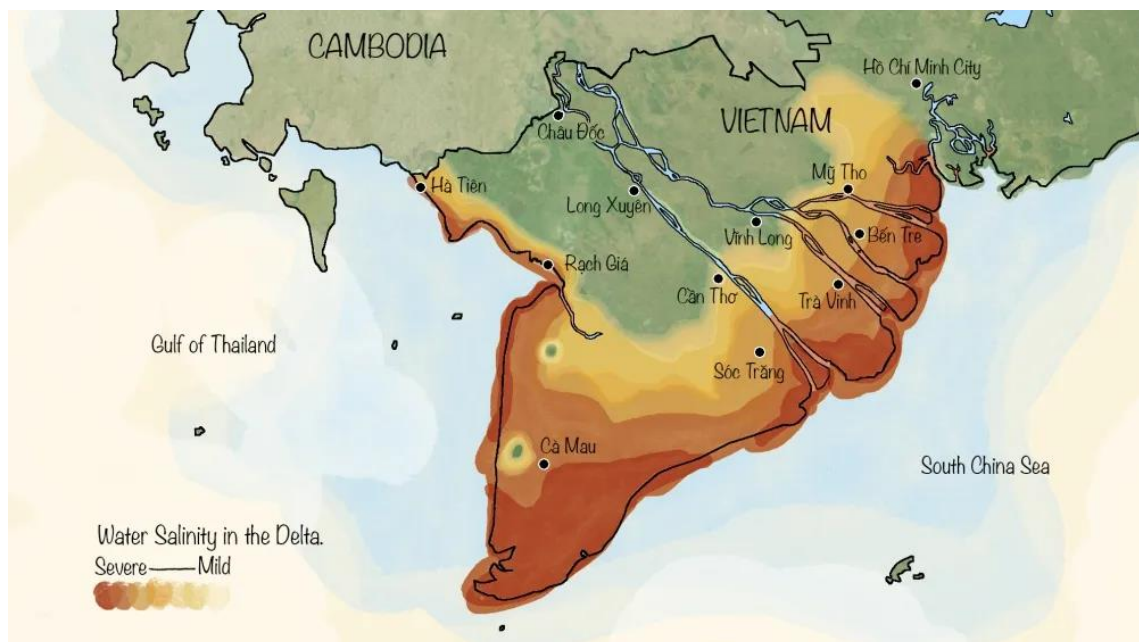 CAMBODIA
Hồ Chí Minh City
VIETNAM
Châu Đốc
Mỹ Tho
Hà Tiên
Long Xuyên
Vĩnh Long
Bến Tre
Rạch Giá
Cần Thơ
Trà Vinh
Gulf of Thailand
Sóc Trăng
Cà Mau
South China Sea
Water Salinity in the Delta.
Severe — Mild